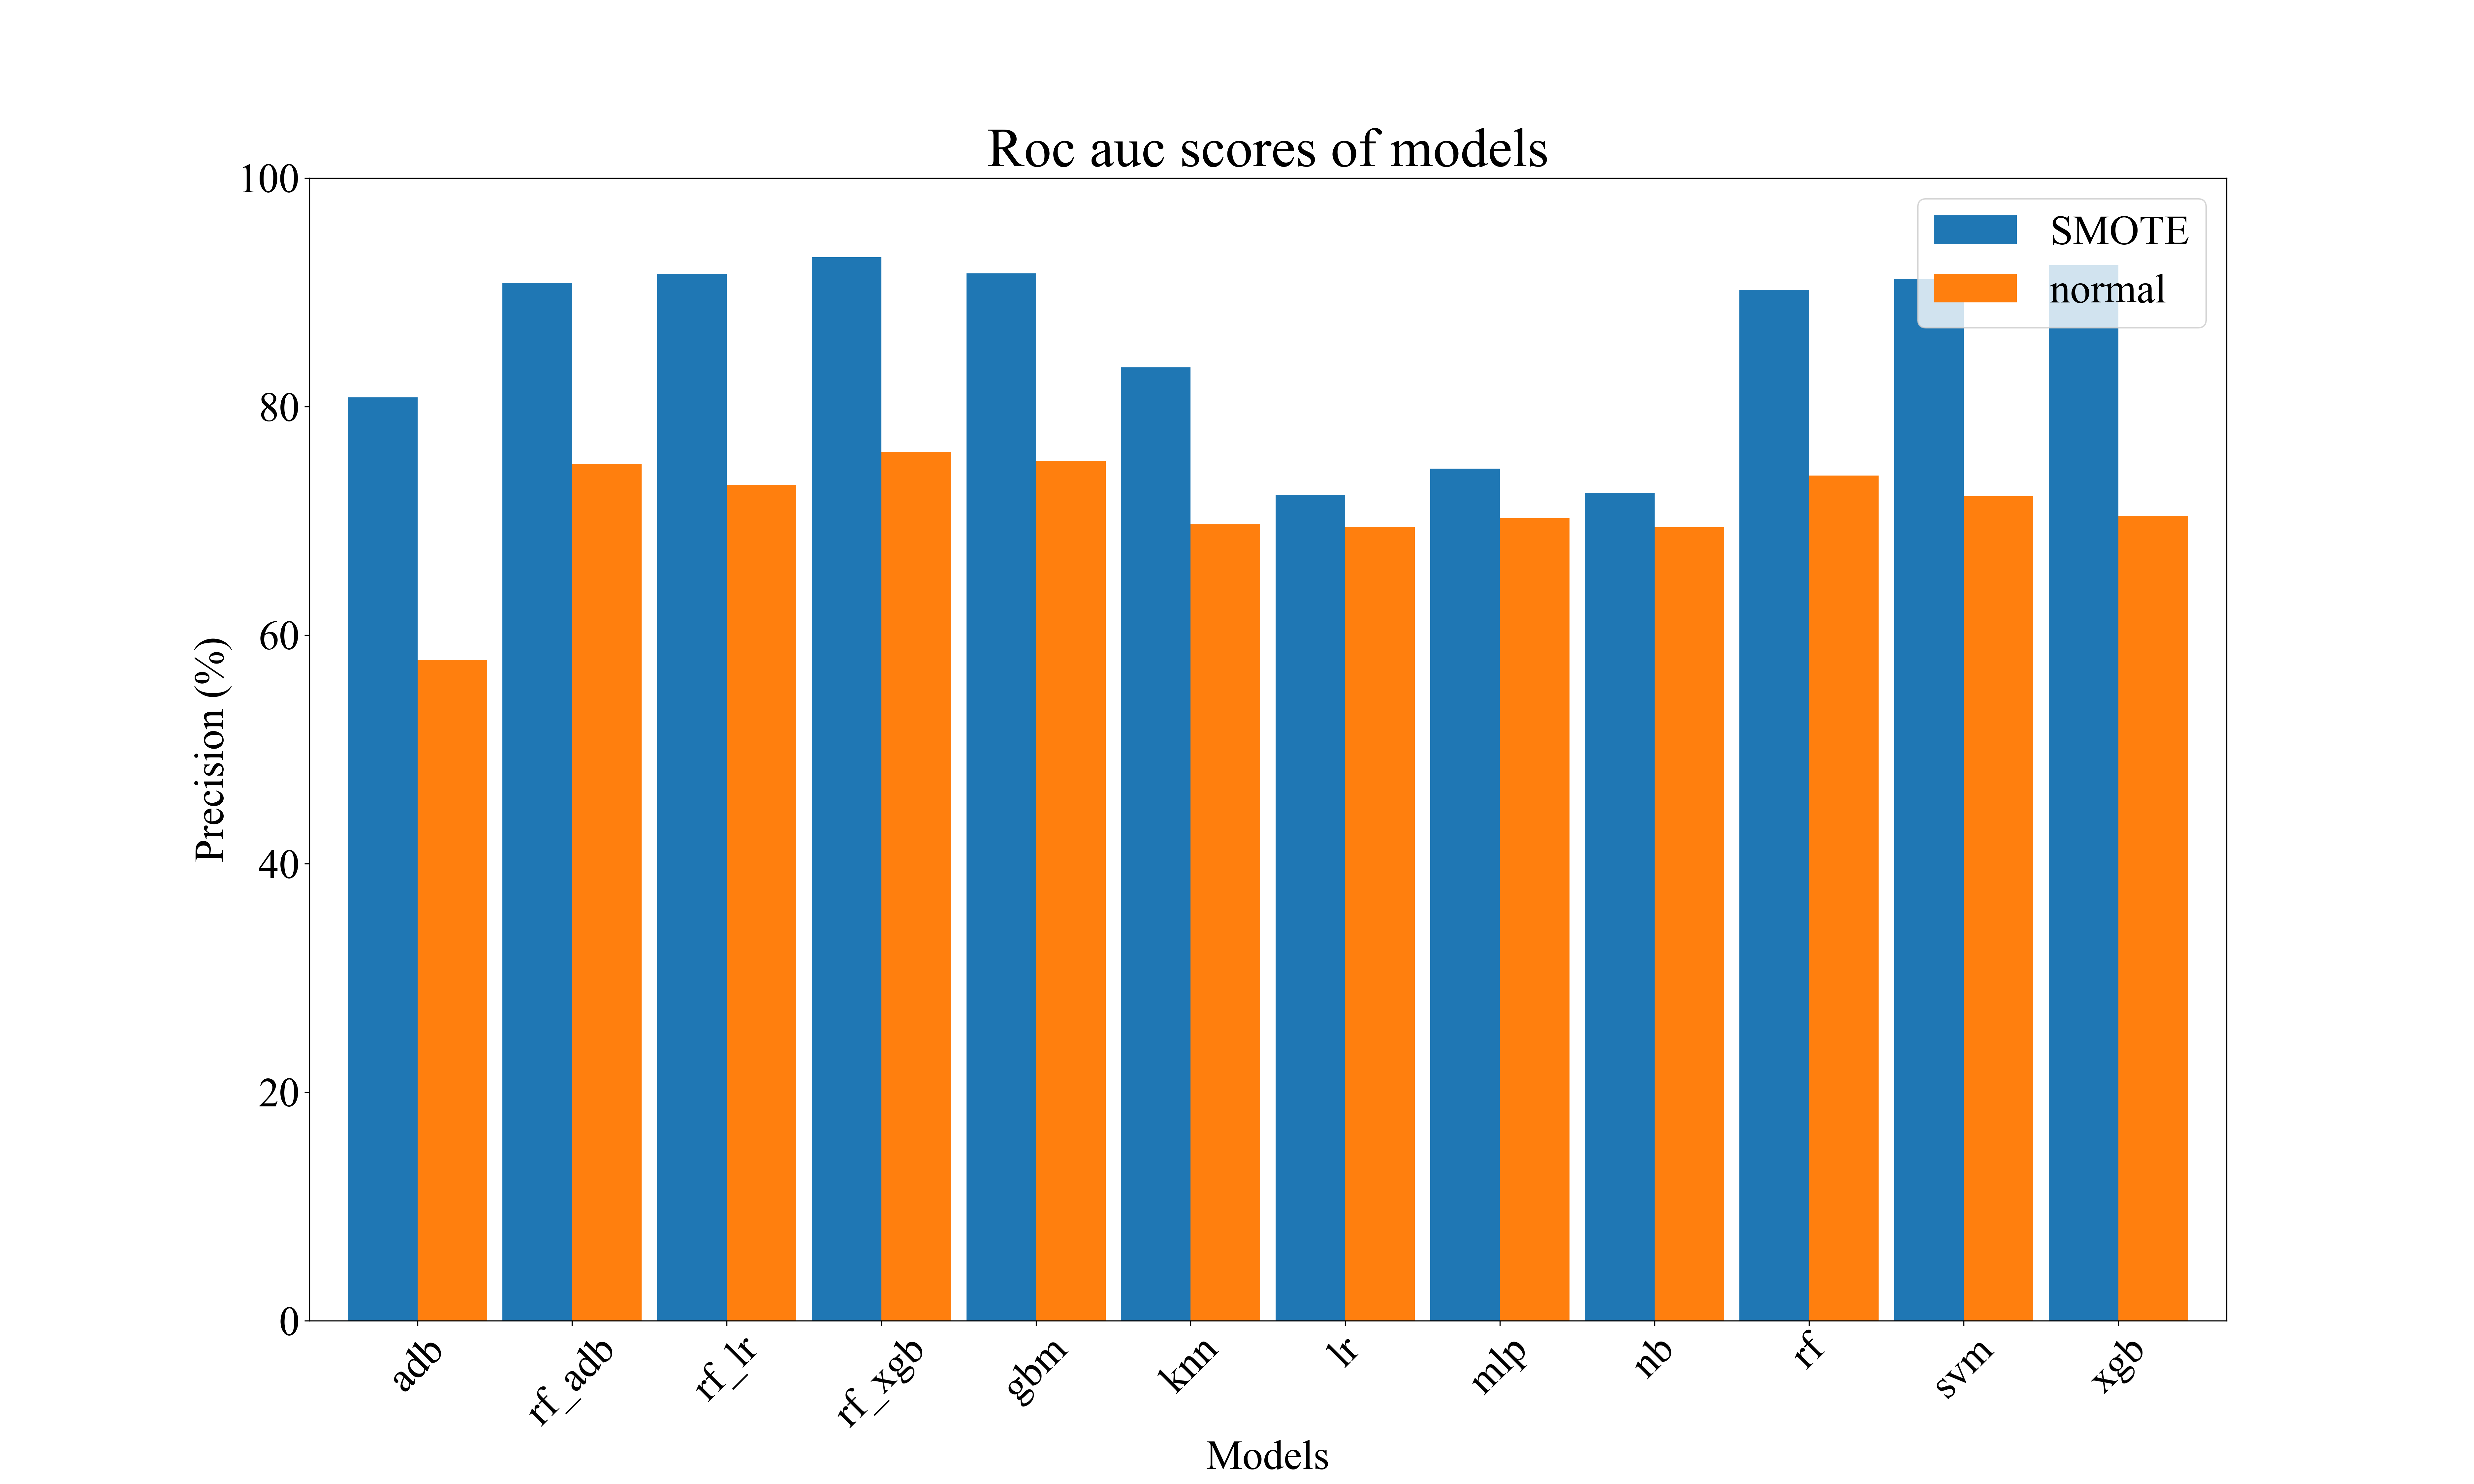 Roc auc scores of models
100
80
60
40
20
0
Precision (%)
SMOTE
normal
adb
rf_adb
rf_lr
rf_xgb
gbm
knn
lr
mlp
nb
rf
svm
xgb
Models